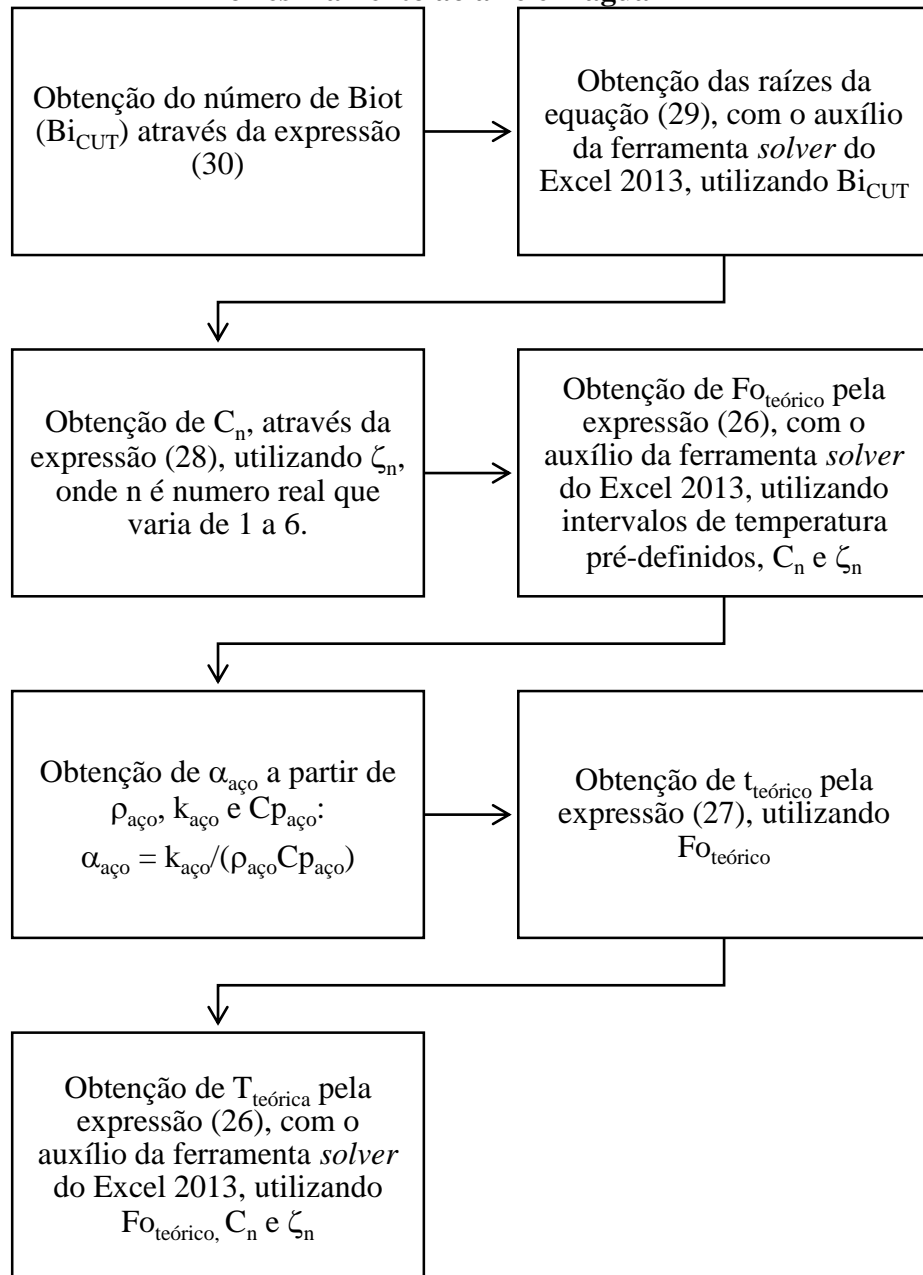 Obtenção do número de Biot
(Bi_CUT) através da expressão
(30)
Obtenção das raízes da
equação (29), com o auxílio
da ferramenta solver do
Excel 2013, utilizando Bi_CUT
Obtenção de C_n, através da
expressão (28), utilizando ζ_n,
onde n é numero real que
varia de 1 a 6.
Obtenção de Fo_teórico pela
expressão (26), com o
auxílio da ferramenta solver
do Excel 2013, utilizando
intervalos de temperatura
pré-definidos, C_n e ζ_n
Obtenção de α_aço a partir de
ρ_aço, k_aço e Cp_aço:
α_aço = k_aço/(ρ_açoCp_aço)
Obtenção de t_teórico pela
expressão (27), utilizando
Fo_teórico
Obtenção de T_teórica pela
expressão (26), com o
auxílio da ferramenta solver
do Excel 2013, utilizando
Fo_teórico, C_n e ζ_n